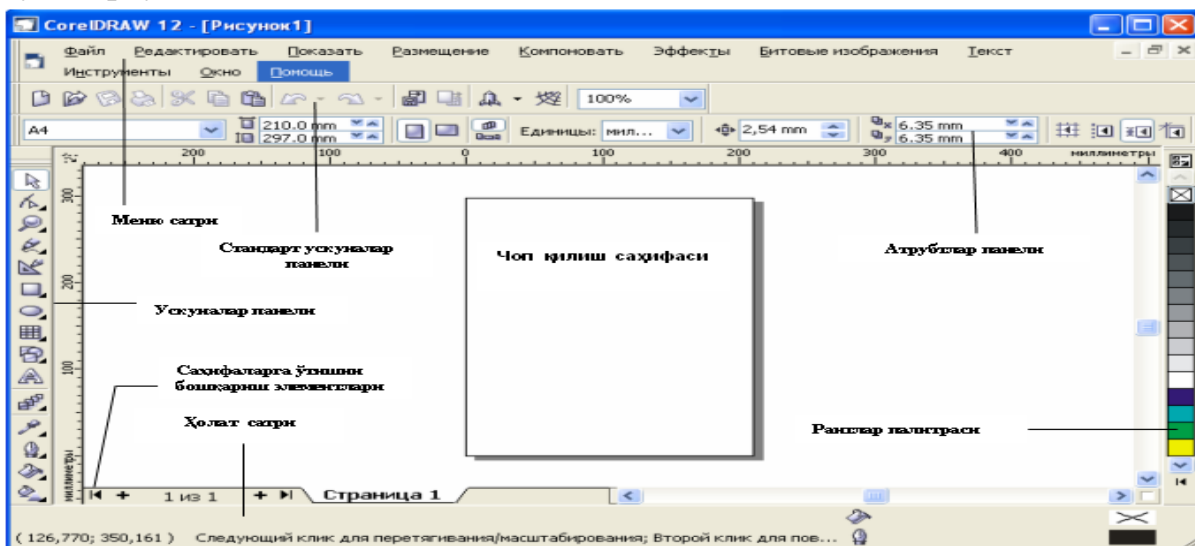 CorelDRAW 12 - [Рисунок1]
Файл Редактировать Показать Размещение Компоновать Эффекты Битовые изображения Текст
Инструменты Окно Помощь
100%
A4 210.0 mm 297.0 mm Единицы: мил... 2,54 mm x 6.35 mm y 6.35 mm
200 100 0 100 200 300 400 миллиметры
300
200
100
миллиметры
Меню сатри
Стандарт ускуналар
панели
Чоп қилиш саҳифаси
Атрубтлар панели
Ускуналар панели
Саҳифаларга ўтишни
бошқариш элементлари
Ҳолат сатри
Ранглар палитраси
1 из 1 Страница 1
( 126,770; 350,161 ) Следующий клик для перетягивания/масштабирования; Второй клик для пов...